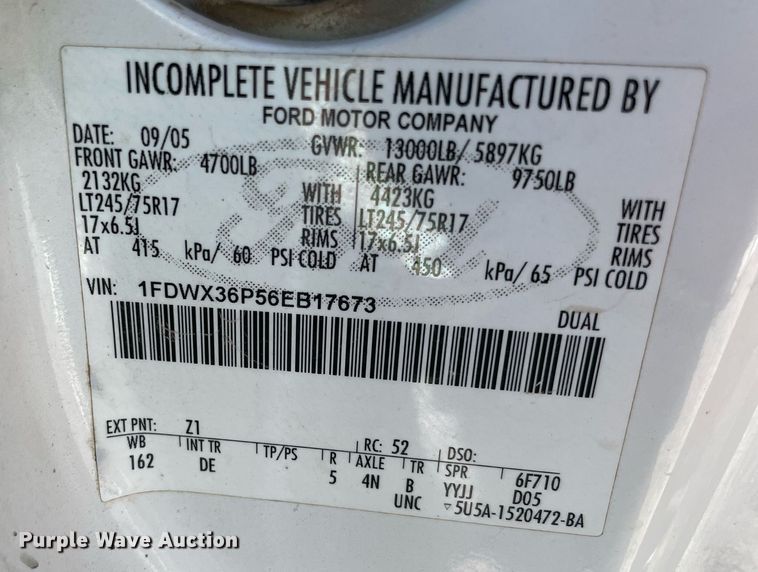 INCOMPLETE VEHICLE MANUFACTURED BY
FORD MOTOR COMPANY
DATE: 09/05 GVWR: 13000LB/ 5897KG
FRONT GAWR: 4700LB REAR GAWR: 9750LB
2132KG WITH 4423KG WITH
LT245/75R17 TIRES LT245/75R17 TIRES
17x6.5J RIMS 17x6.5J RIMS
AT 415 kPa/ 60 PSI COLD AT 450 kPa/ 65 PSI COLD
VIN: 1FDWX36P56EB17673
DUAL
EXT PNT: Z1 RC: 52 DSO:
WB INT TR TP/PS R AXLE TR SPR 6F710
162 DE 5 4N B YYJJ D05
UNC ▽5U5A-1520472-BA
Purple Wave Auction